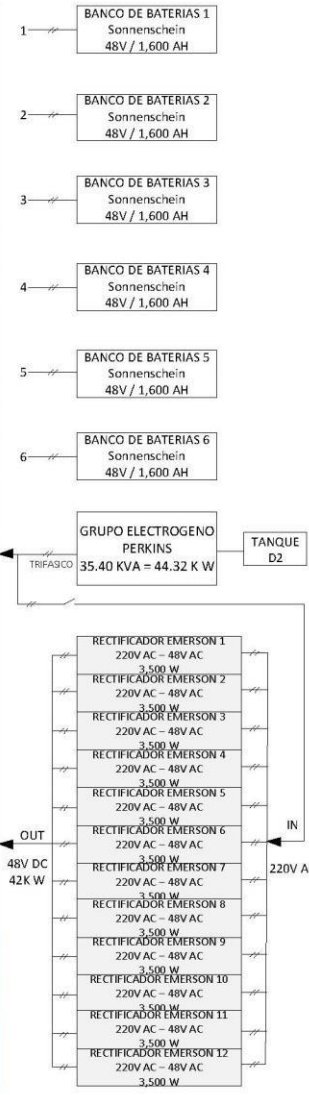 BANCO DE BATERIAS 1
1
Sonnenschein
48V / 1,600 AH
BANCO DE BATERIAS 2
2
Sonnenschein
48V / 1,600 AH
BANCO DE BATERIAS 3
3
Sonnenschein
48V / 1,600 AH
BANCO DE BATERIAS 4
4
Sonnenschein
48V / 1,600 AH
BANCO DE BATERIAS 5
5
Sonnenschein
48V / 1,600 AH
BANCO DE BATERIAS 6
6
Sonnenschein
48V / 1,600 AH
GRUPO ELECTROGENO
PERKINS
35.40 KVA = 44.32 K W
TANQUE
D2
TRIFASICO
RECTIFICADOR EMERSON 1
220V AC – 48V AC
3,500 W
RECTIFICADOR EMERSON 2
220V AC – 48V AC
3,500 W
RECTIFICADOR EMERSON 3
220V AC – 48V AC
3,500 W
RECTIFICADOR EMERSON 4
220V AC – 48V AC
3,500 W
RECTIFICADOR EMERSON 5
220V AC – 48V AC
3,500 W
RECTIFICADOR EMERSON 6
220V AC – 48V AC
3,500 W
OUT
48V DC
42K W
IN
220V A
RECTIFICADOR EMERSON 7
220V AC – 48V AC
3,500 W
RECTIFICADOR EMERSON 8
220V AC – 48V AC
3,500 W
RECTIFICADOR EMERSON 9
220V AC – 48V AC
3,500 W
RECTIFICADOR EMERSON 10
220V AC – 48V AC
3,500 W
RECTIFICADOR EMERSON 11
220V AC – 48V AC
3,500 W
RECTIFICADOR EMERSON 12
220V AC – 48V AC
3,500 W